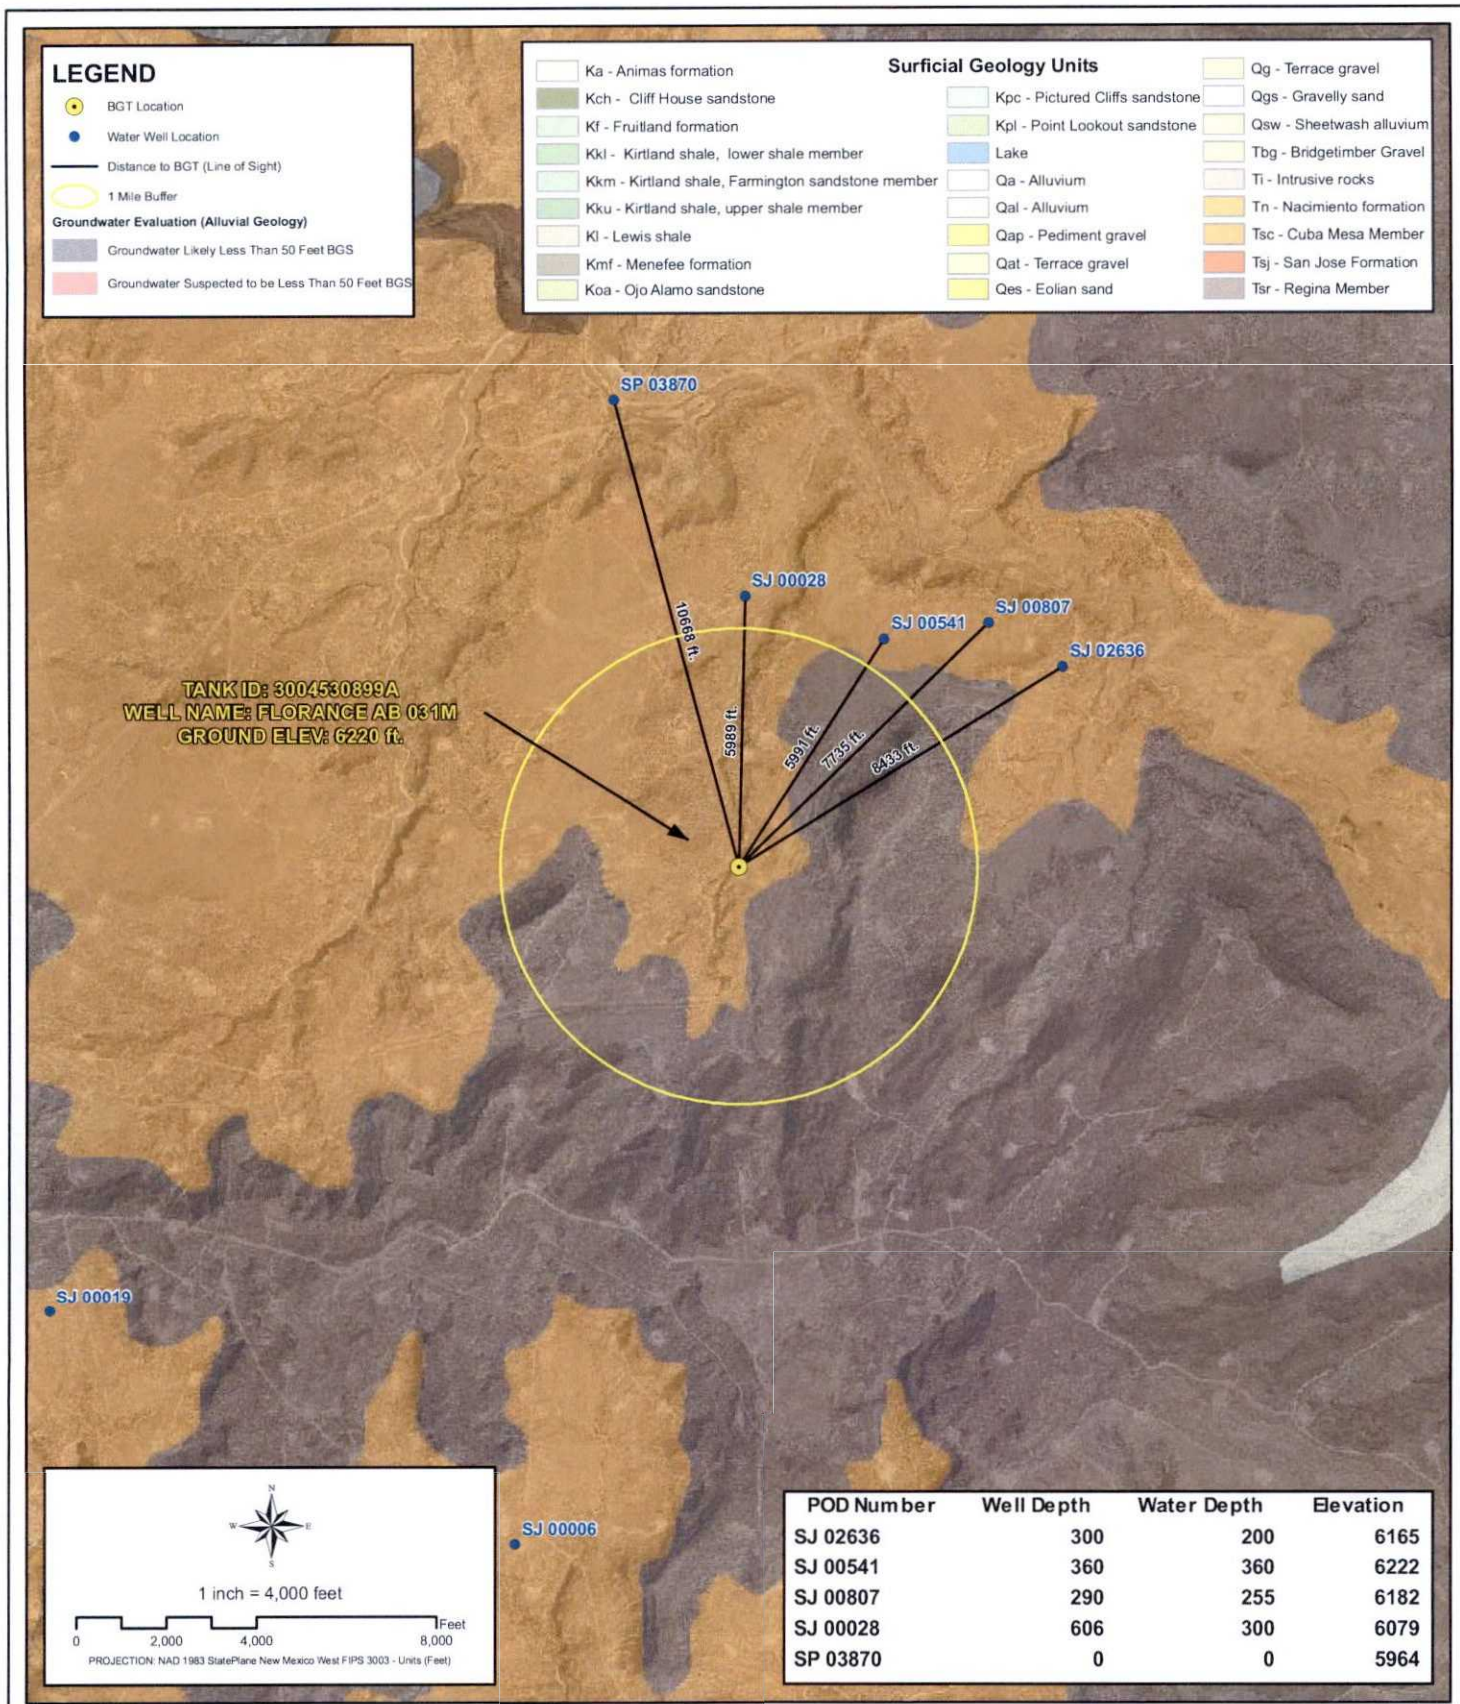 LEGEND
BGT Location
Water Well Location
Distance to BGT (Line of Sight)
1 Mile Buffer
Groundwater Evaluation (Alluvial Geology)
Groundwater Likely Less Than 50 Feet BGS
Groundwater Suspected to be Less Than 50 Feet BGS
Surficial Geology Units
Ka - Animas formation
Kch - Cliff House sandstone
Kf - Fruitland formation
Kkl - Kirtland shale, lower shale member
Kkm - Kirtland shale, Farmington sandstone member
Kku - Kirtland shale, upper shale member
Kl - Lewis shale
Kmf - Menefee formation
Koa - Ojo Alamo sandstone
Kpc - Pictured Cliffs sandstone
Kpl - Point Lookout sandstone
Lake
Qa - Alluvium
Qal - Alluvium
Qap - Pediment gravel
Qat - Terrace gravel
Qes - Eolian sand
Qg - Terrace gravel
Qgs - Gravelly sand
Qsw - Sheetwash alluvium
Tbg - Bridgetimber Gravel
Ti - Intrusive rocks
Tn - Nacimiento formation
Tsc - Cuba Mesa Member
Tsj - San Jose Formation
Tsr - Regina Member
SP 03870
SJ 00028
SJ 00541
SJ 00807
SJ 02636
10668 ft.
5989 ft.
5991 ft.
7735 ft.
8433 ft.
TANK ID: 3004530899A
WELL NAME: FLORANCE AB 031M
GROUND ELEV: 6220 ft.
SJ 00019
SJ 00006
N
W E
S
1 inch = 4,000 feet
Feet
0 2,000 4,000 8,000
PROJECTION: NAD 1983 StatePlane New Mexico West FIPS 3003 - Units (Feet)
POD Number Well Depth Water Depth Elevation
SJ 02636 300 200 6165
SJ 00541 360 360 6222
SJ 00807 290 255 6182
SJ 00028 606 300 6079
SP 03870 0 0 5964